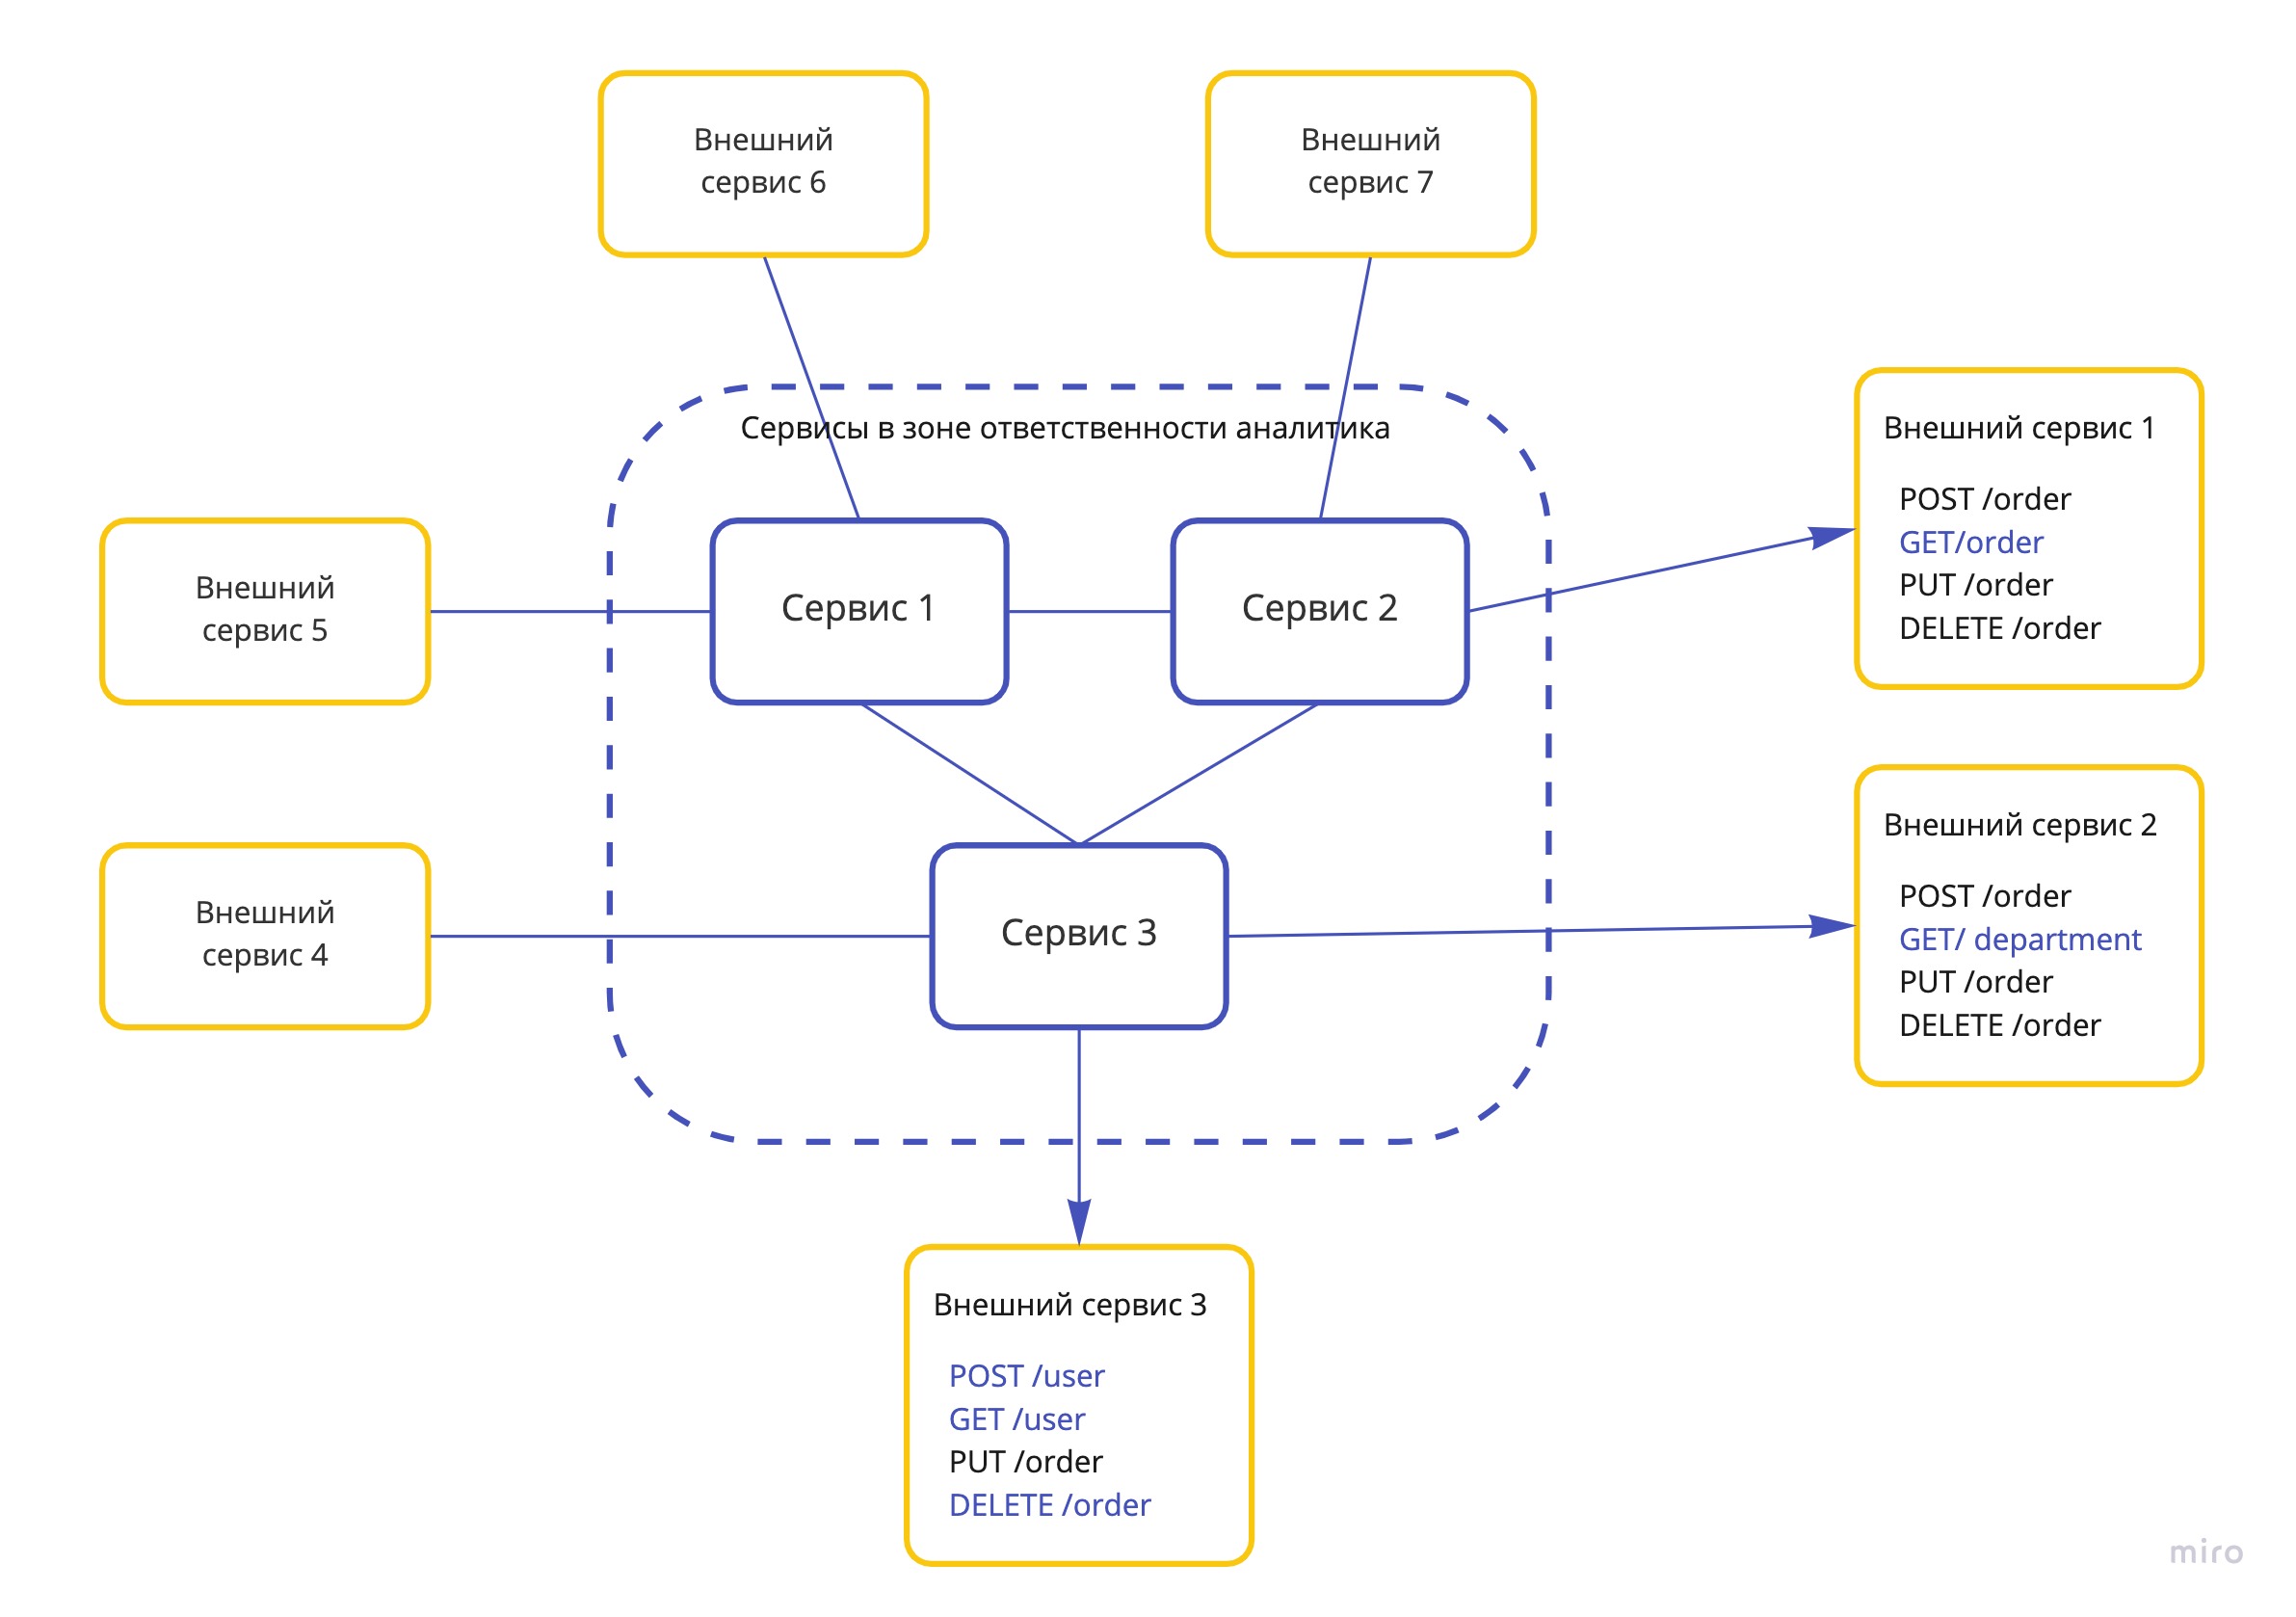 Внешний
сервис 6
Внешний
сервис 7
Сервисы в зоне ответственности аналитика
Внешний
сервис 5
Сервис 1
Сервис 2
Внешний сервис 1
POST /order
GET/order
PUT /order
DELETE /order
Внешний
сервис 4
Сервис 3
Внешний сервис 2
POST /order
GET/ department
PUT /order
DELETE /order
Внешний сервис 3
POST /user
GET /user
PUT /order
DELETE /order
miro